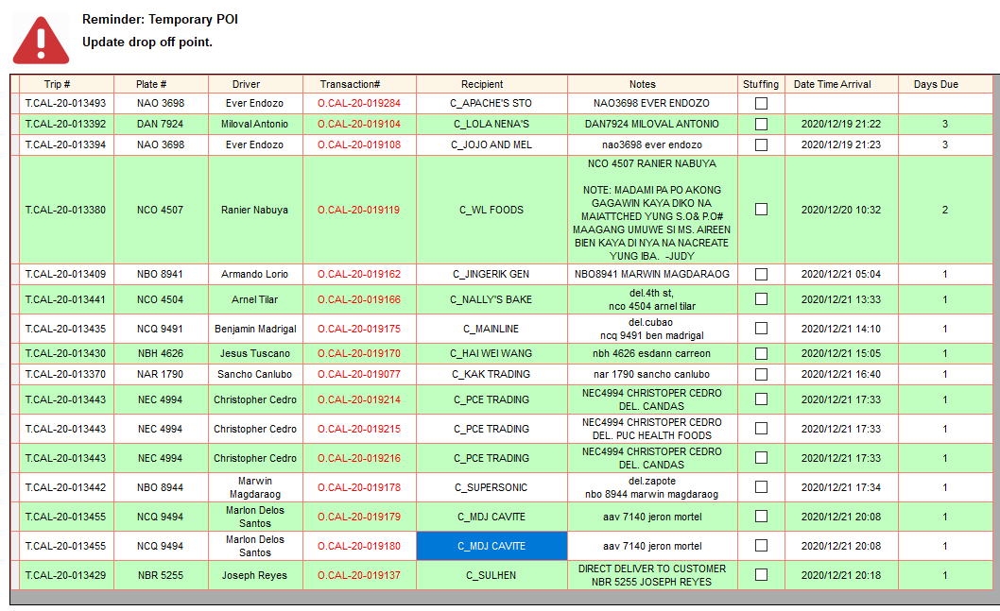 Reminder: Temporary POI
Update drop off point.
Trip # Plate # Driver Transaction# Recipient Notes Stuffing Date Time Arrival Days Due
T.CAL-20-013493 NAO 3698 Ever Endozo O.CAL-20-019284 C_APACHE'S STO NAO3698 EVER ENDOZO
T.CAL-20-013392 DAN 7924 Miloval Antonio O.CAL-20-019104 C_LOLA NENA'S DAN7924 MILOVAL ANTONIO 2020/12/19 21:22 3
T.CAL-20-013394 NAO 3698 Ever Endozo O.CAL-20-019108 C_JOJO AND MEL nao3698 ever endozo 2020/12/19 21:23 3
NCO 4507 RANIER NABUYA
NOTE: MADAMI PA PO AKONG
GAGAWIN KAYA DIKO NA
T.CAL-20-013380 NCO 4507 Ranier Nabuya O.CAL-20-019119 C_WL FOODS MAIATTCHED YUNG S.O& P.O# 2020/12/20 10:32 2
MAAGANG UMUWE SI MS. AIREEN
BIEN KAYA DI NYA NA NACREATE
YUNG IBA. -JUDY
T.CAL-20-013409 NBO 8941 Armando Lorio O.CAL-20-019162 C_JINGERIK GEN NBO8941 MARWIN MAGDARAOG 2020/12/21 05:04 1
T.CAL-20-013441 NCO 4504 Arnel Tilar O.CAL-20-019166 C_NALLY'S BAKE del.4th st, 2020/12/21 13:33 1
nco 4504 arnel tilar
T.CAL-20-013435 NCQ 9491 Benjamin Madrigal O.CAL-20-019175 C_MAINLINE del.cubao 2020/12/21 14:10 1
ncq 9491 ben madrigal
T.CAL-20-013430 NBH 4626 Jesus Tuscano O.CAL-20-019170 C_HAI WEI WANG nbh 4626 esdann carreon 2020/12/21 15:05 1
T.CAL-20-013370 NAR 1790 Sancho Canlubo O.CAL-20-019077 C_KAK TRADING nar 1790 sancho canlubo 2020/12/21 16:40 1
T.CAL-20-013443 NEC 4994 Christopher Cedro O.CAL-20-019214 C_PCE TRADING NEC4994 CHRISTOPER CEDRO 2020/12/21 17:33 1
DEL. CANDAS
T.CAL-20-013443 NEC 4994 Christopher Cedro O.CAL-20-019215 C_PCE TRADING NEC4994 CHRISTOPER CEDRO 2020/12/21 17:33 1
DEL. PUC HEALTH FOODS
T.CAL-20-013443 NEC 4994 Christopher Cedro O.CAL-20-019216 C_PCE TRADING NEC4994 CHRISTOPER CEDRO 2020/12/21 17:33 1
DEL. CANDAS
T.CAL-20-013442 NBO 8944 Marwin O.CAL-20-019178 C_SUPERSONIC del.zapote 2020/12/21 17:34 1
Magdaraog nbo 8944 marwin magdaraog
T.CAL-20-013455 NCQ 9494 Marlon Delos O.CAL-20-019179 C_MDJ CAVITE aav 7140 jeron mortel 2020/12/21 20:08 1
Santos
T.CAL-20-013455 NCQ 9494 Marlon Delos O.CAL-20-019180 C_MDJ CAVITE aav 7140 jeron mortel 2020/12/21 20:08 1
Santos
T.CAL-20-013429 NBR 5255 Joseph Reyes O.CAL-20-019137 C_SULHEN DIRECT DELIVER TO CUSTOMER 2020/12/21 20:18 1
NBR 5255 JOSEPH REYES